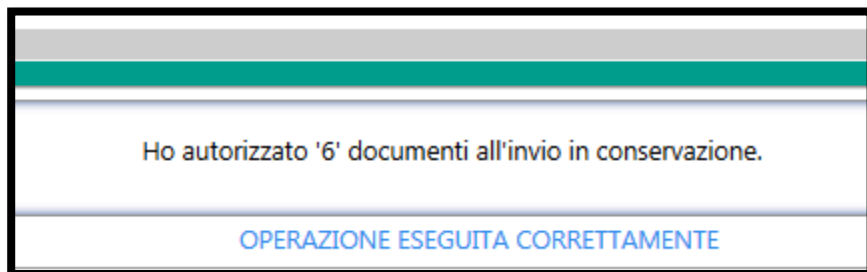 Ho autorizzato '6' documenti all'invio in conservazione.
OPERAZIONE ESEGUITA CORRETTAMENTE